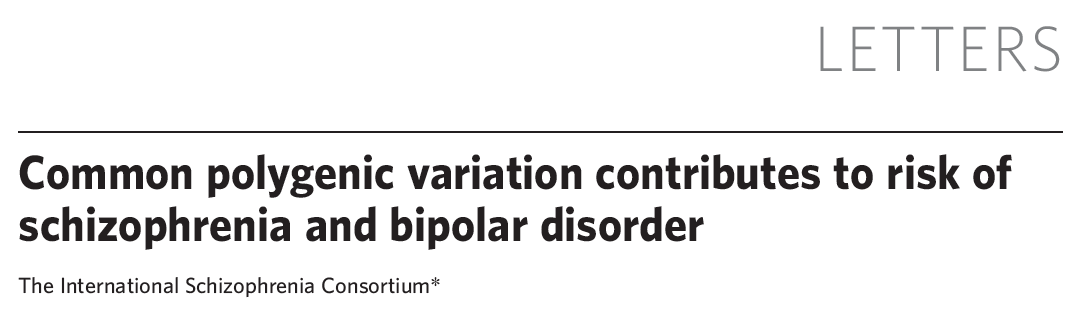 LETTERS
Common polygenic variation contributes to risk of
schizophrenia and bipolar disorder
The International Schizophrenia Consortium*